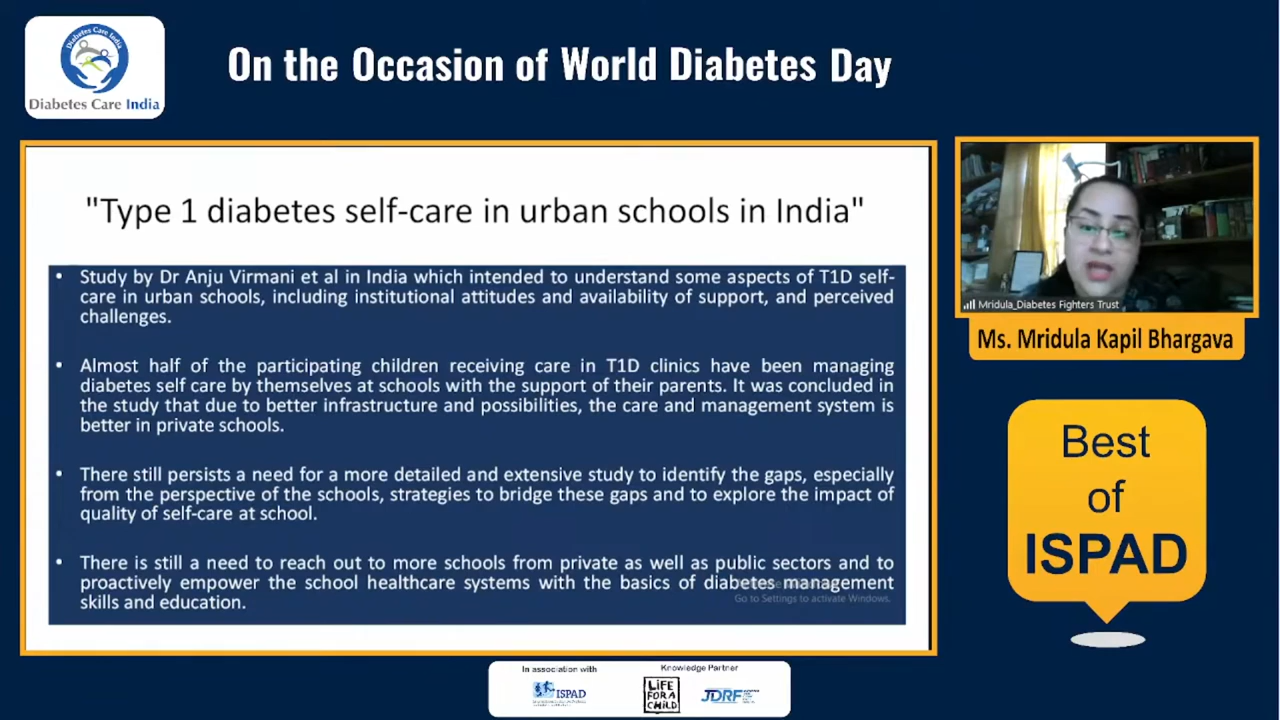 Diabetes Care India
Diabetes Care India
On the Occasion of World Diabetes Day
"Type 1 diabetes self-care in urban schools in India"
• Study by Dr Anju Virmani et al in India which intended to understand some aspects of T1D self-
care in urban schools, including institutional attitudes and availability of support, and perceived
challenges.
• Almost half of the participating children receiving care in T1D clinics have been managing
diabetes self care by themselves at schools with the support of their parents. It was concluded in
the study that due to better infrastructure and possibilities, the care and management system is
better in private schools.
• There still persists a need for a more detailed and extensive study to identify the gaps, especially
from the perspective of the schools, strategies to bridge these gaps and to explore the impact of
quality of self-care at school.
• There is still a need to reach out to more schools from private as well as public sectors and to
proactively empower the school healthcare systems with the basics of diabetes management
skills and education.
Go to Settings to activate Windows.
Mridula_Diabetes Fighters Trust
Ms. Mridula Kapil Bhargava
Best
of
ISPAD
In association with
ISPAD
Knowledge Partner
LiFE
FOR A
CHiLD
JDRF